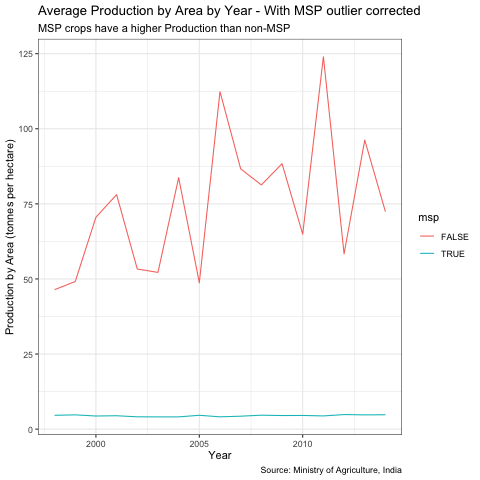 Average Production by Area by Year - With MSP outlier corrected
MSP crops have a higher Production than non-MSP
Production by Area (tonnes per hectare)
125
100
75
50
25
0
2000
2005
2010
Year
msp
FALSE
TRUE
Source: Ministry of Agriculture, India